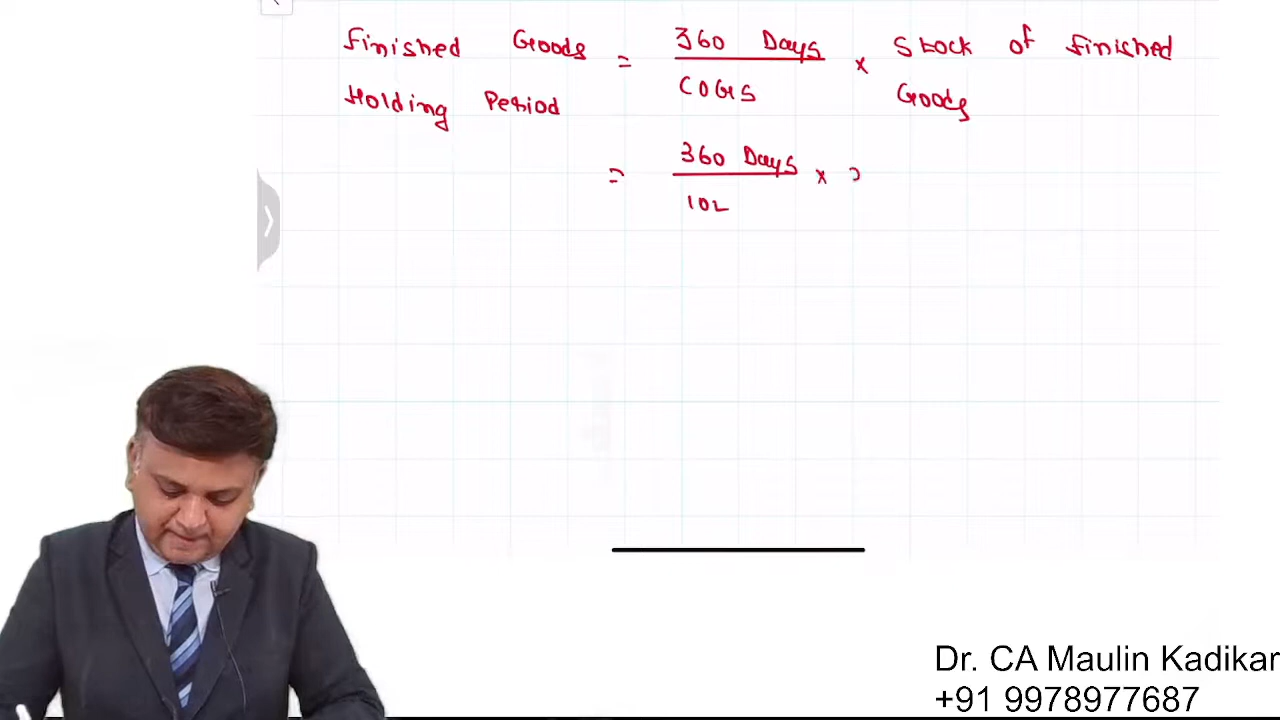 Finished Goods = 360 Days / COGS × Stock of finished
Holding Period Goods
= 360 Days / 102 ×
Dr. CA Maulin Kadikar
+91 9978977687